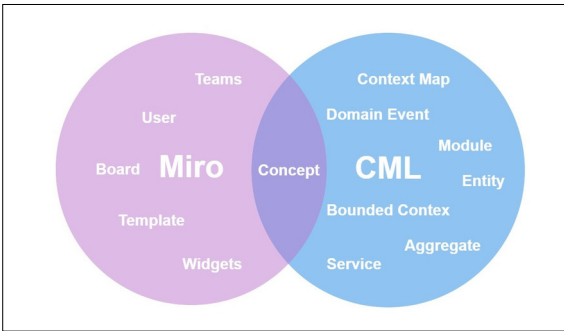 Teams
User
Board
Miro
Template
Widgets
Concept
Context Map
Domain Event
Module
CML
Entity
Bounded Contex
Aggregate
Service